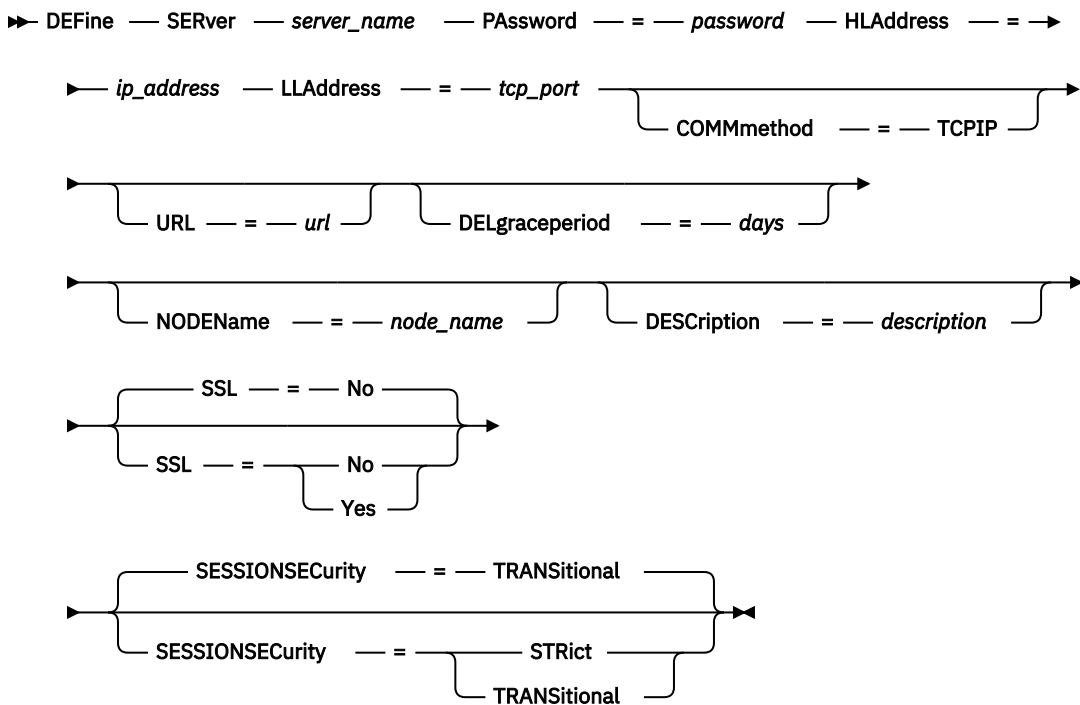 DEFine SERver server_name PAssword = password HLAddress =
ip_address LLAddress = tcp_port
COMMmethod = TCPIP
URL = url DELgraceperiod = days
NODEName = node_name DESCription = description
SSL = No
SSL = No
Yes
SESSIONSECurity = TRANSitional
SESSIONSECurity = STRict
TRANSitional